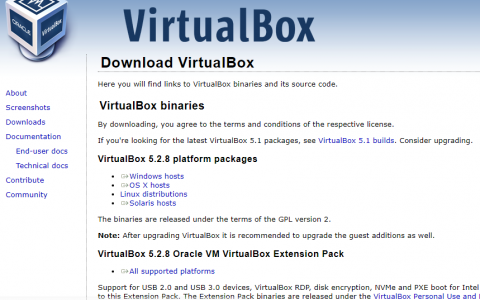 VirtualBox
ORACLE
VirtualBox
Download VirtualBox
Here you will find links to VirtualBox binaries and its source code.
About
Screenshots
Downloads
Documentation
End-user docs
Technical docs
Contribute
Community
VirtualBox binaries
By downloading, you agree to the terms and conditions of the respective license.
If you're looking for the latest VirtualBox 5.1 packages, see VirtualBox 5.1 builds. Consider upgrading.
VirtualBox 5.2.8 platform packages
Windows hosts
OS X hosts
Linux distributions
Solaris hosts
The binaries are released under the terms of the GPL version 2.
Note: After upgrading VirtualBox it is recommended to upgrade the guest additions as well.
VirtualBox 5.2.8 Oracle VM VirtualBox Extension Pack
All supported platforms
Support for USB 2.0 and USB 3.0 devices, VirtualBox RDP, disk encryption, NVMe and PXE boot for Intel
to this Extension Pack. The Extension Pack binaries are released under the VirtualBox Personal Use and